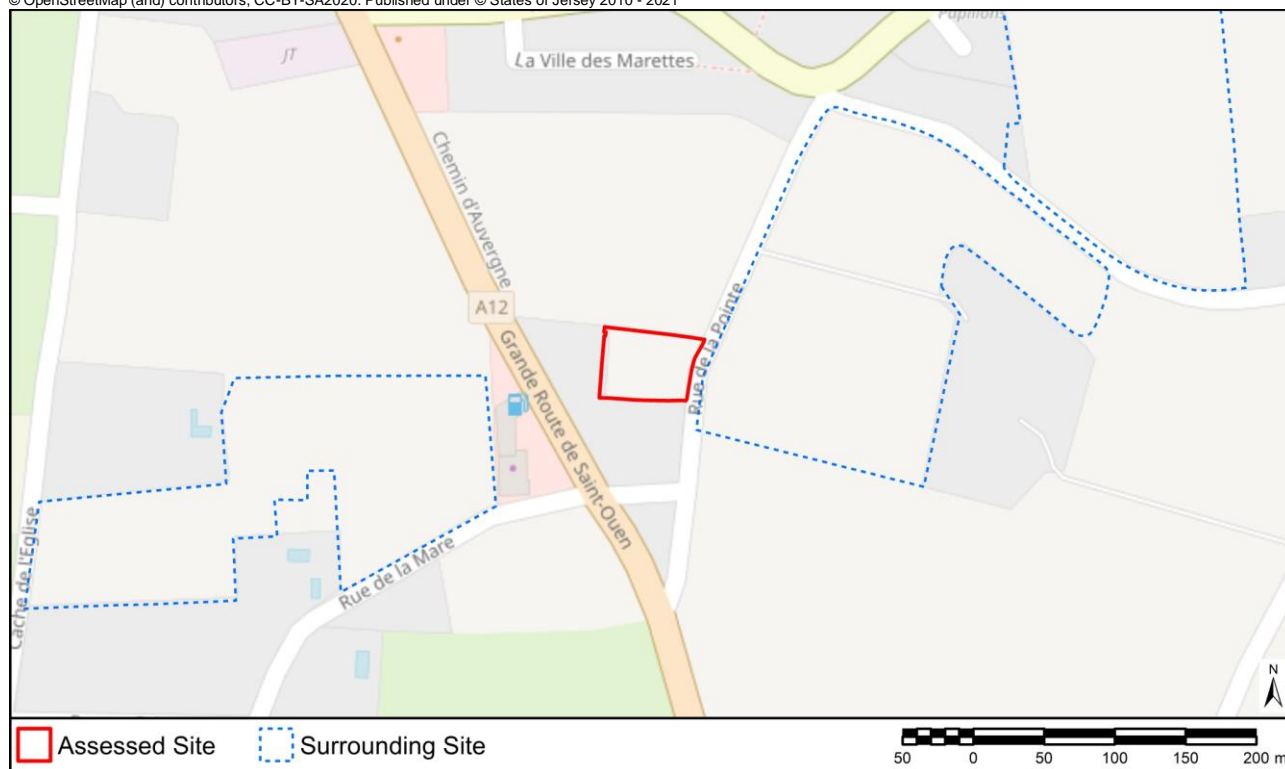 © OpenStreetMap (and) contributors, CC-BY-SA2020. Published under © States of Jersey 2010 - 2021
Papillons
JT
La Ville des Marettes
Chemin d'Auvergne
A12
Rue de la Pointe
Grande Route de Saint-Ouen
Cache de l'Eglise
Rue de la Mare
N
Assessed Site
Surrounding Site
50 0 50 100 150 200 m